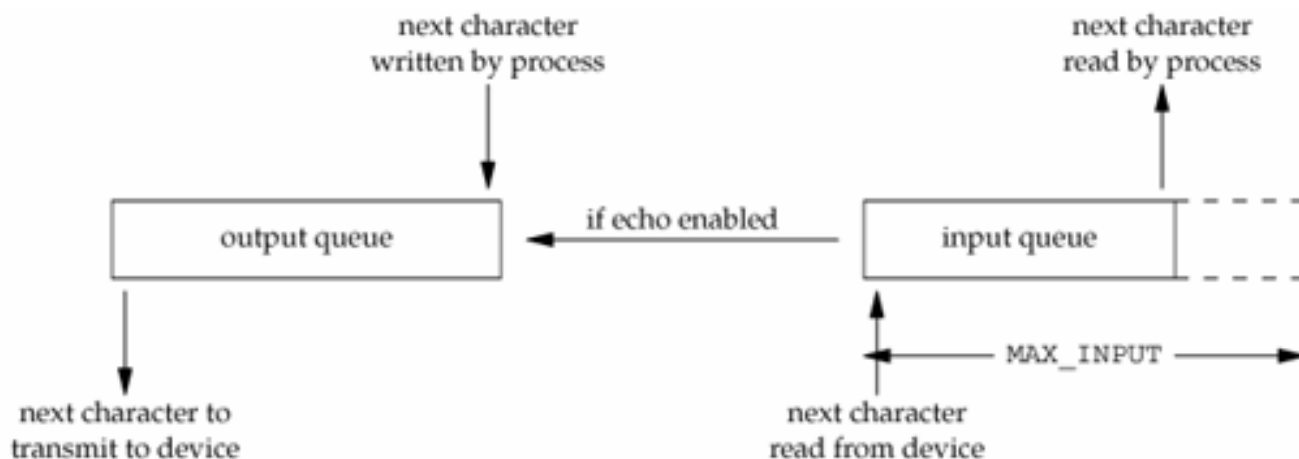 next character
written by process
next character
read by process
output queue
if echo enabled
input queue
MAX_INPUT
next character to
transmit to device
next character
read from device